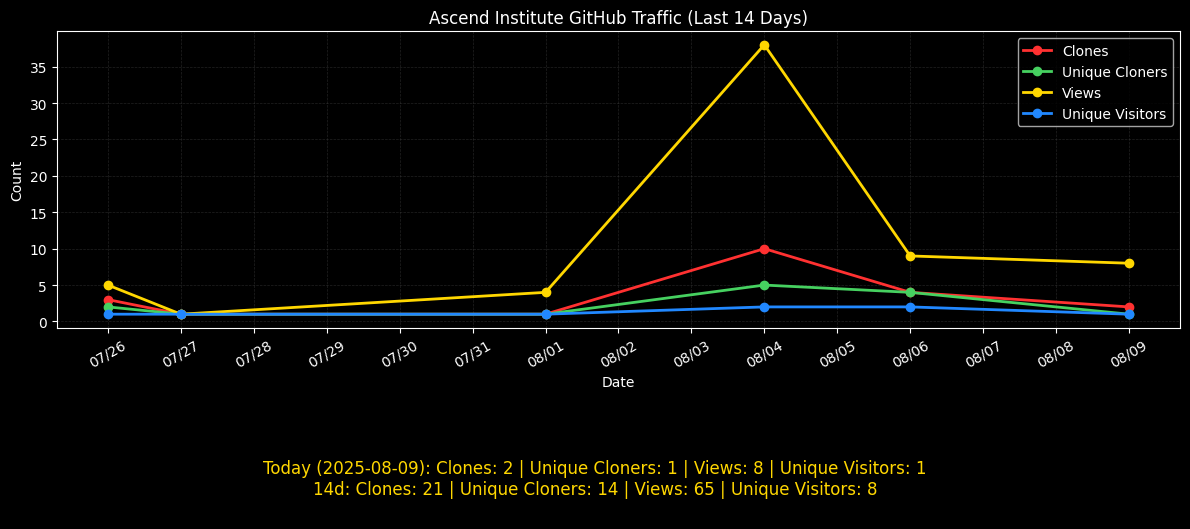 Ascend Institute GitHub Traffic (Last 14 Days)
Clones
Unique Cloners
Views
Unique Visitors
Count
35
30
25
20
15
10
5
0
07/26
07/27
07/28
07/29
07/30
07/31
08/01
08/02
08/03
08/04
08/05
08/06
08/07
08/08
08/09
Date
Today (2025-08-09): Clones: 2 | Unique Cloners: 1 | Views: 8 | Unique Visitors: 1
14d: Clones: 21 | Unique Cloners: 14 | Views: 65 | Unique Visitors: 8